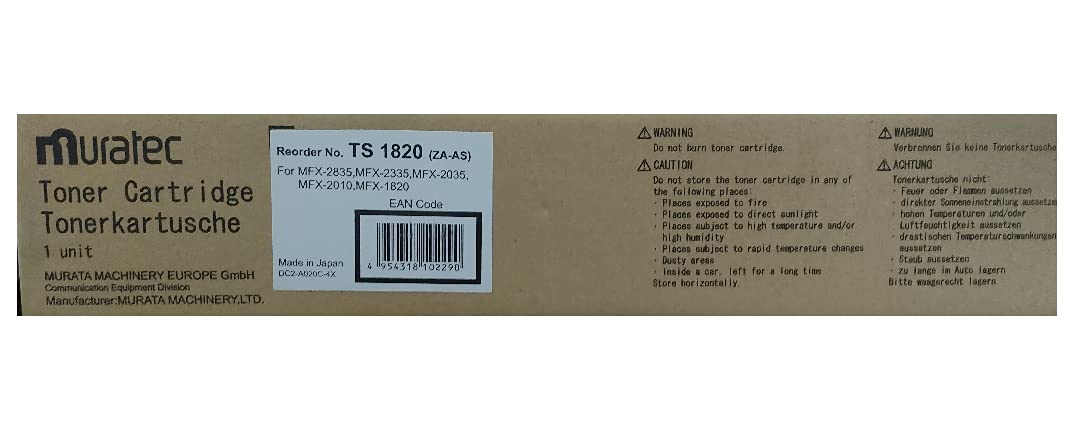 muratec
Toner Cartridge
Tonerkartusche
1 unit
MURATA MACHINERY EUROPE GmbH
Communication Equipment Division
Manufacturer:MURATA MACHINERY,LTD.
Reorder No. TS 1820 (ZA-AS)
For MFX-2835,MFX-2335,MFX-2035,
MFX-2010,MFX-1820
EAN Code
4 954318 102290
Made in Japan
DC2-A020C-4X
⚠WARNING
Do not burn toner cartridge.
⚠CAUTION
Do not store the toner cartridge in any of
the following places:
・Places exposed to fire
・Places exposed to direct sunlight
・Places subject to high temperature and/or
high humidity
・Places subject to rapid temperature changes
・Dusty areas
・Inside a car, left for a long time
Store horizontally.
⚠WARNUNG
Verbrennen Sie keine Tonerkartusche
⚠ACHTUNG
Tonerkartusche nicht:
・Feuer oder Flammen aussetzen
・direkter Sonneneinstrahlung aussetze
・hohen Temperaturen und/oder
Luftfeuchtigkeit aussetzen
・drastischen Temperaturschwankungen
aussetzen
・Staub aussetzen
・zu lange im Auto lagern
Bitte waagerecht lagern